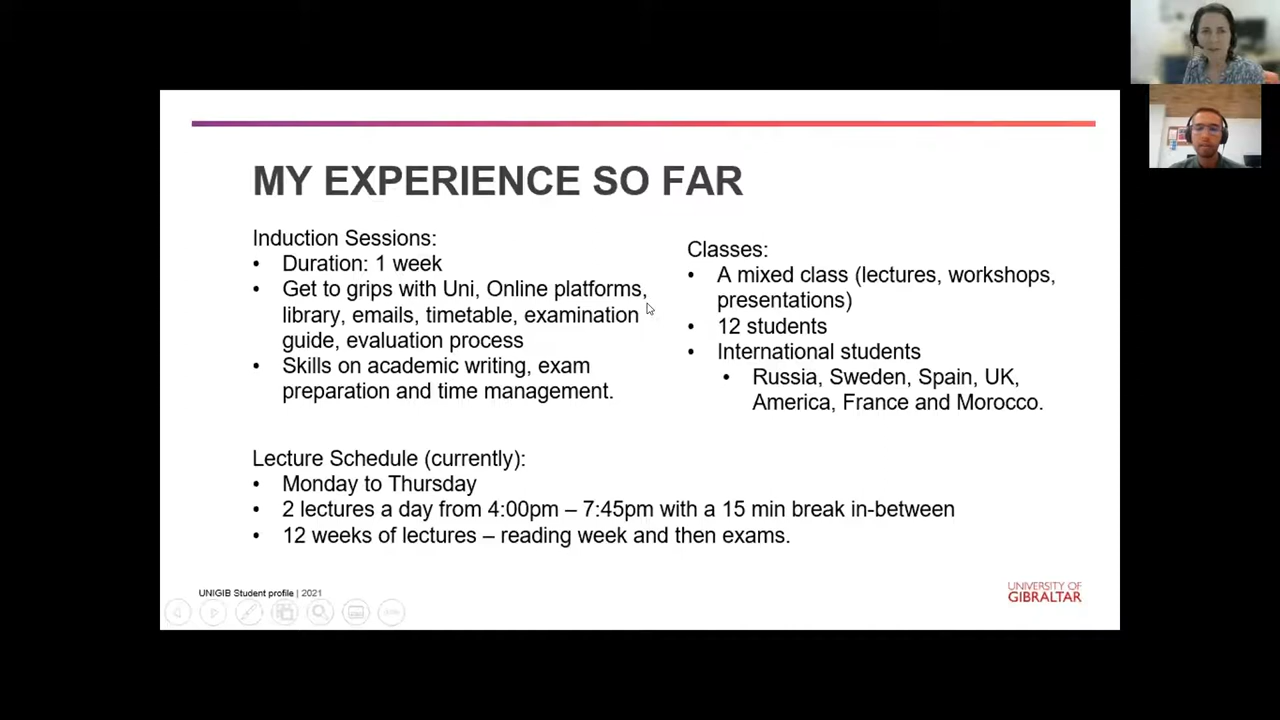 MY EXPERIENCE SO FAR
Induction Sessions:
• Duration: 1 week
• Get to grips with Uni, Online platforms,
library, emails, timetable, examination
guide, evaluation process
• Skills on academic writing, exam
preparation and time management.
Classes:
• A mixed class (lectures, workshops,
presentations)
• 12 students
• International students
• Russia, Sweden, Spain, UK,
America, France and Morocco.
Lecture Schedule (currently):
• Monday to Thursday
• 2 lectures a day from 4:00pm – 7:45pm with a 15 min break in-between
• 12 weeks of lectures – reading week and then exams.
UNIGIB Student profile | 2021
UNIVERSITY OF
GIBRALTAR